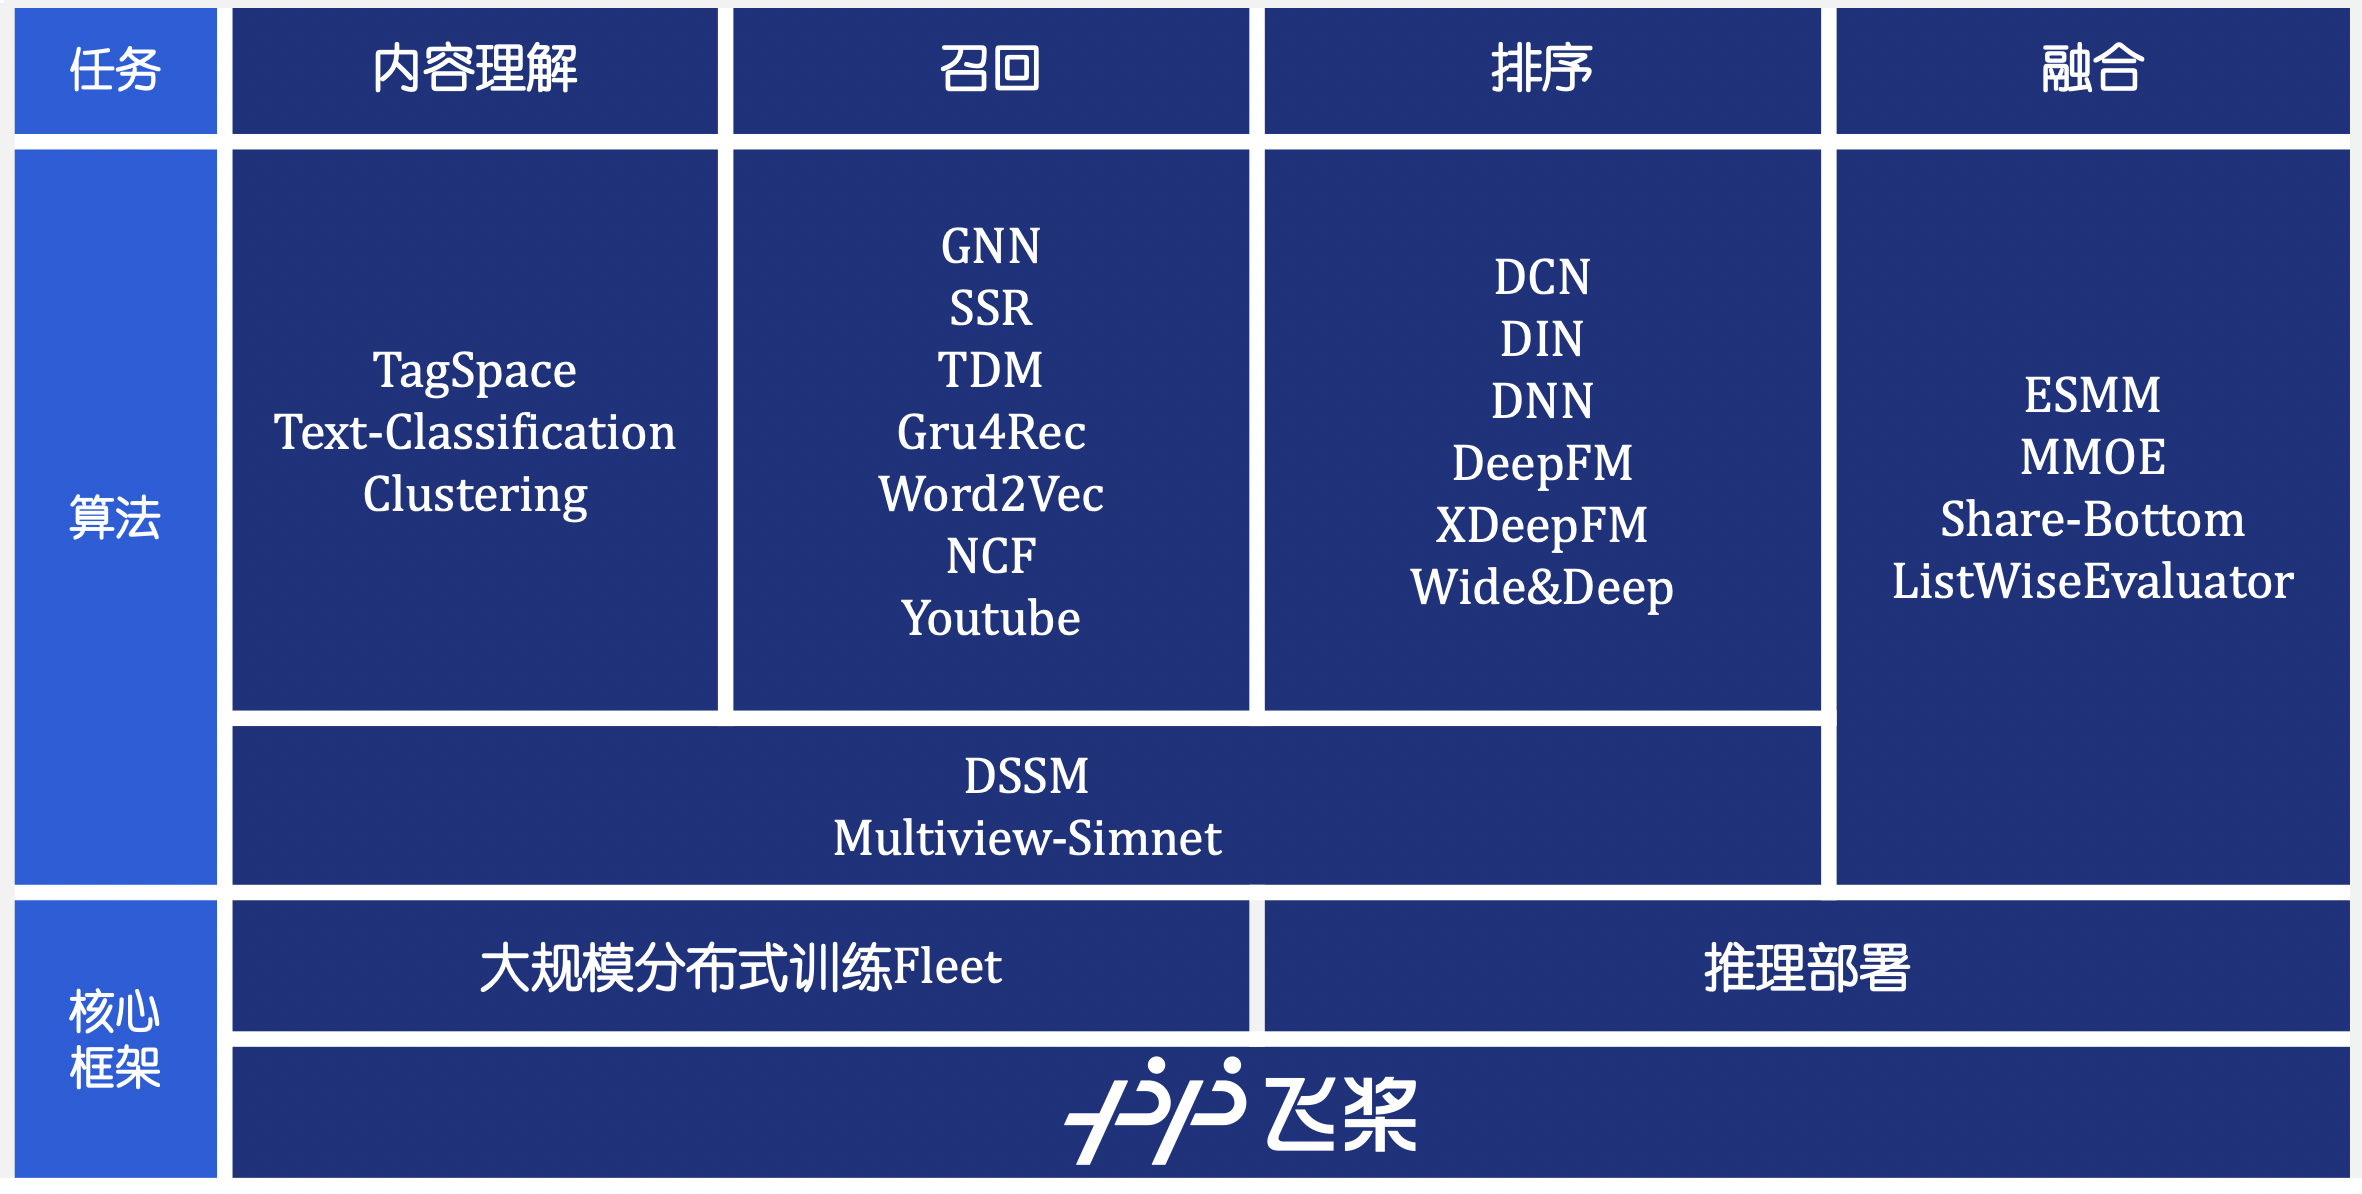 任务
内容理解
召回
排序
融合
算法
TagSpace
Text-Classification
Clustering
GNN
SSR
TDM
Gru4Rec
Word2Vec
NCF
Youtube
DCN
DIN
DNN
DeepFM
XDeepFM
Wide&Deep
ESMM
MMOE
Share-Bottom
ListWiseEvaluator
DSSM
Multiview-Simnet
核心
框架
大规模分布式训练Fleet
推理部署
飞桨